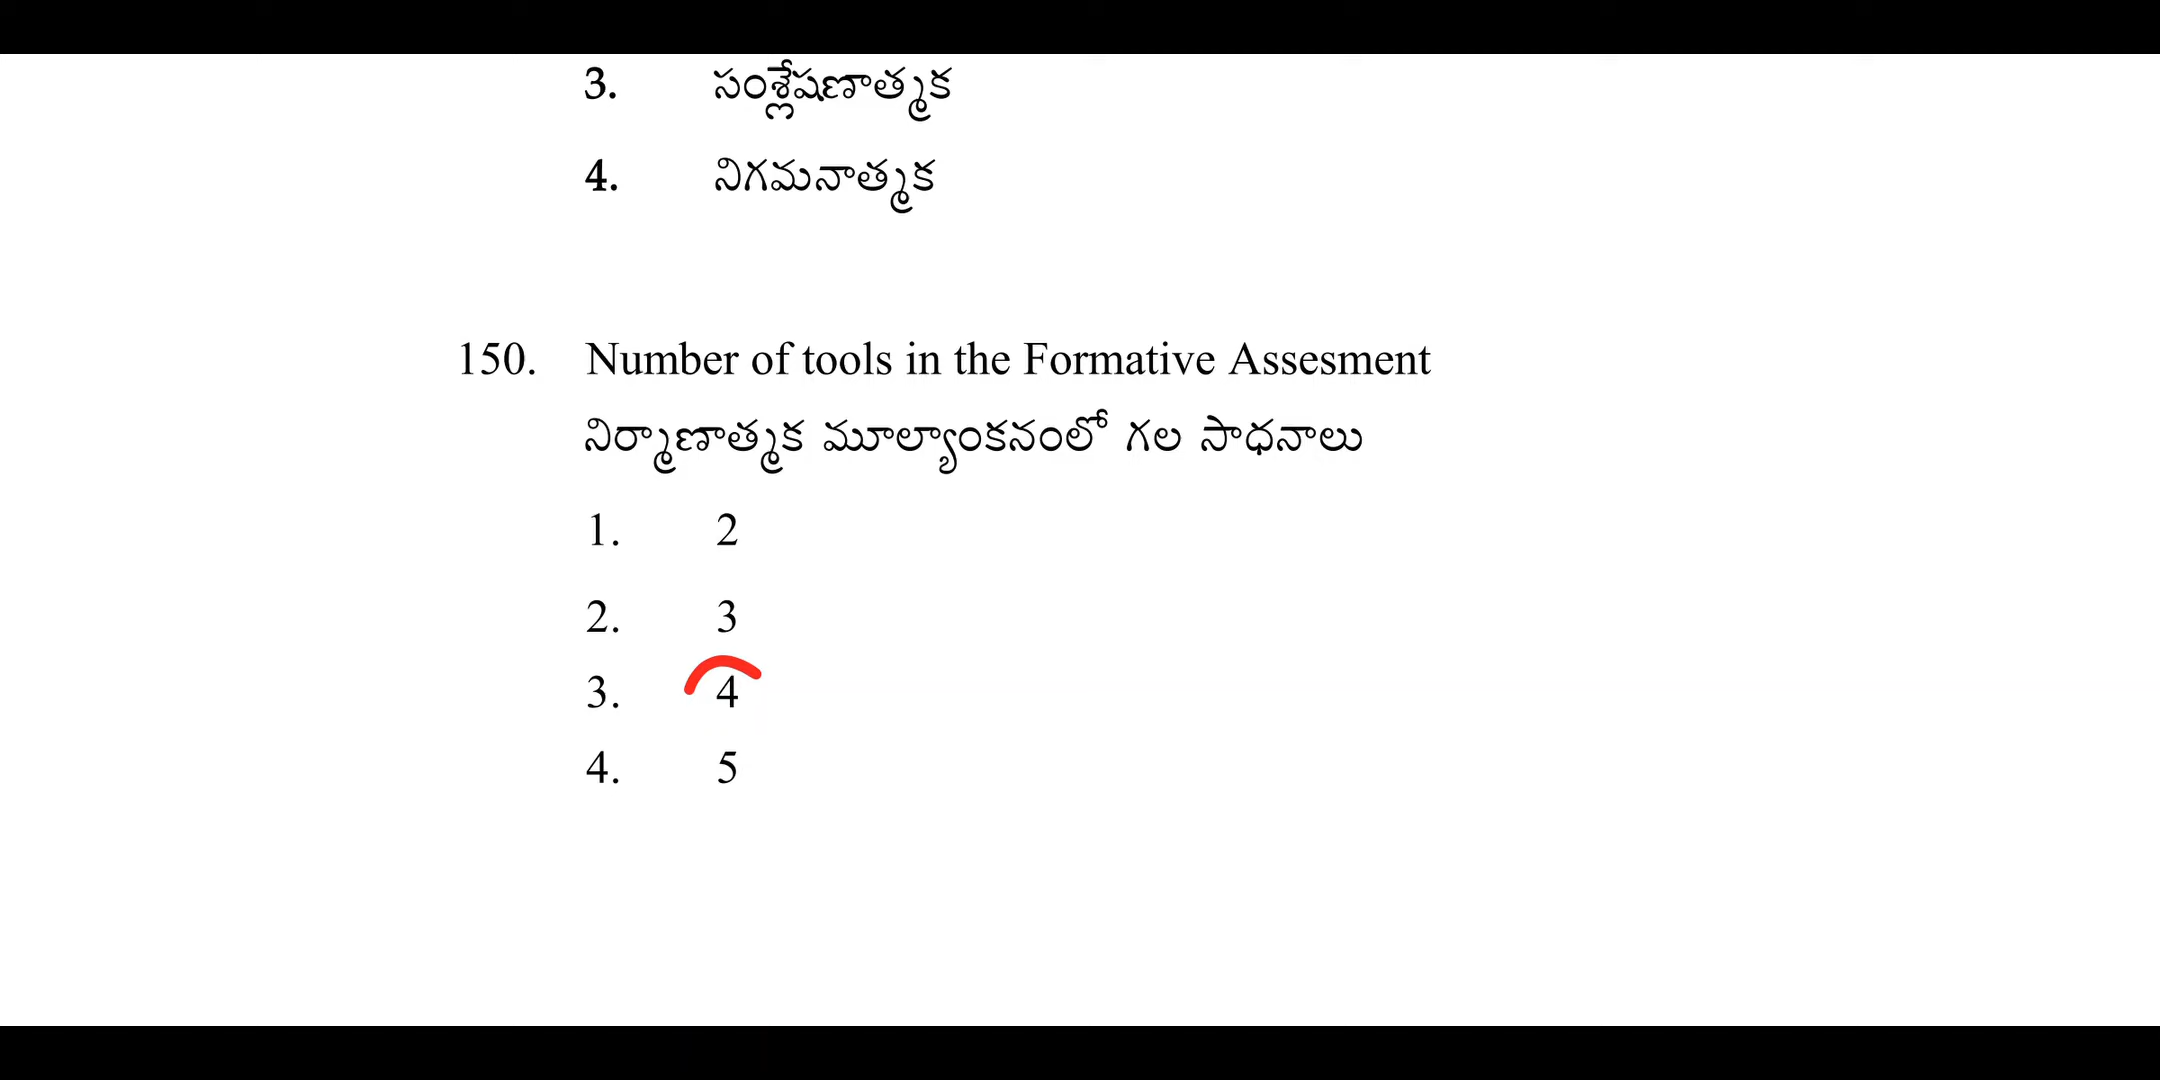 3. సంశ్లేషణాత్మక
4. నిగమనాత్మక
150. Number of tools in the Formative Assesment
నిర్మాణాత్మక మూల్యాంకనంలో గల సాధనాలు
1. 2
2. 3
3. 4
4. 5